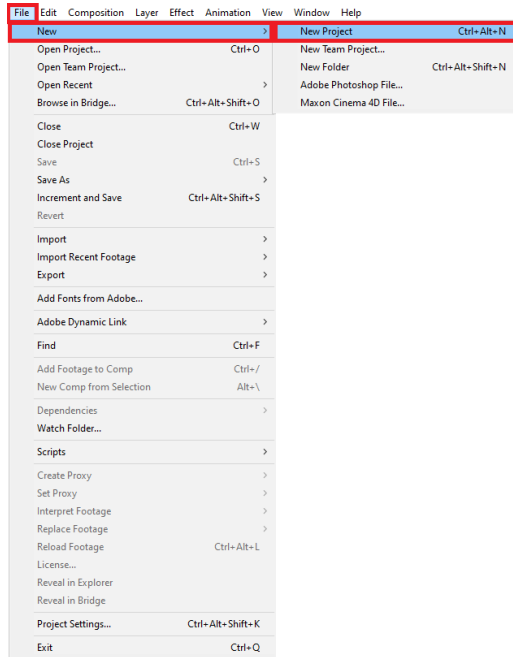 File Edit Composition Layer Effect Animation View Window Help
New >
New Project Ctrl+Alt+N
Open Project... Ctrl+O
New Team Project...
Open Team Project...
New Folder Ctrl+Alt+Shift+N
Open Recent >
Adobe Photoshop File...
Browse in Bridge... Ctrl+Alt+Shift+O
Maxon Cinema 4D File...
Close Ctrl+W
Close Project
Save Ctrl+S
Save As >
Increment and Save Ctrl+Alt+Shift+S
Revert
Import >
Import Recent Footage >
Export >
Add Fonts from Adobe...
Adobe Dynamic Link >
Find Ctrl+F
Add Footage to Comp Ctrl+/
New Comp from Selection Alt+\
Dependencies >
Watch Folder...
Scripts >
Create Proxy >
Set Proxy >
Interpret Footage >
Replace Footage >
Reload Footage Ctrl+Alt+L
License...
Reveal in Explorer
Reveal in Bridge
Project Settings... Ctrl+Alt+Shift+K
Exit Ctrl+Q